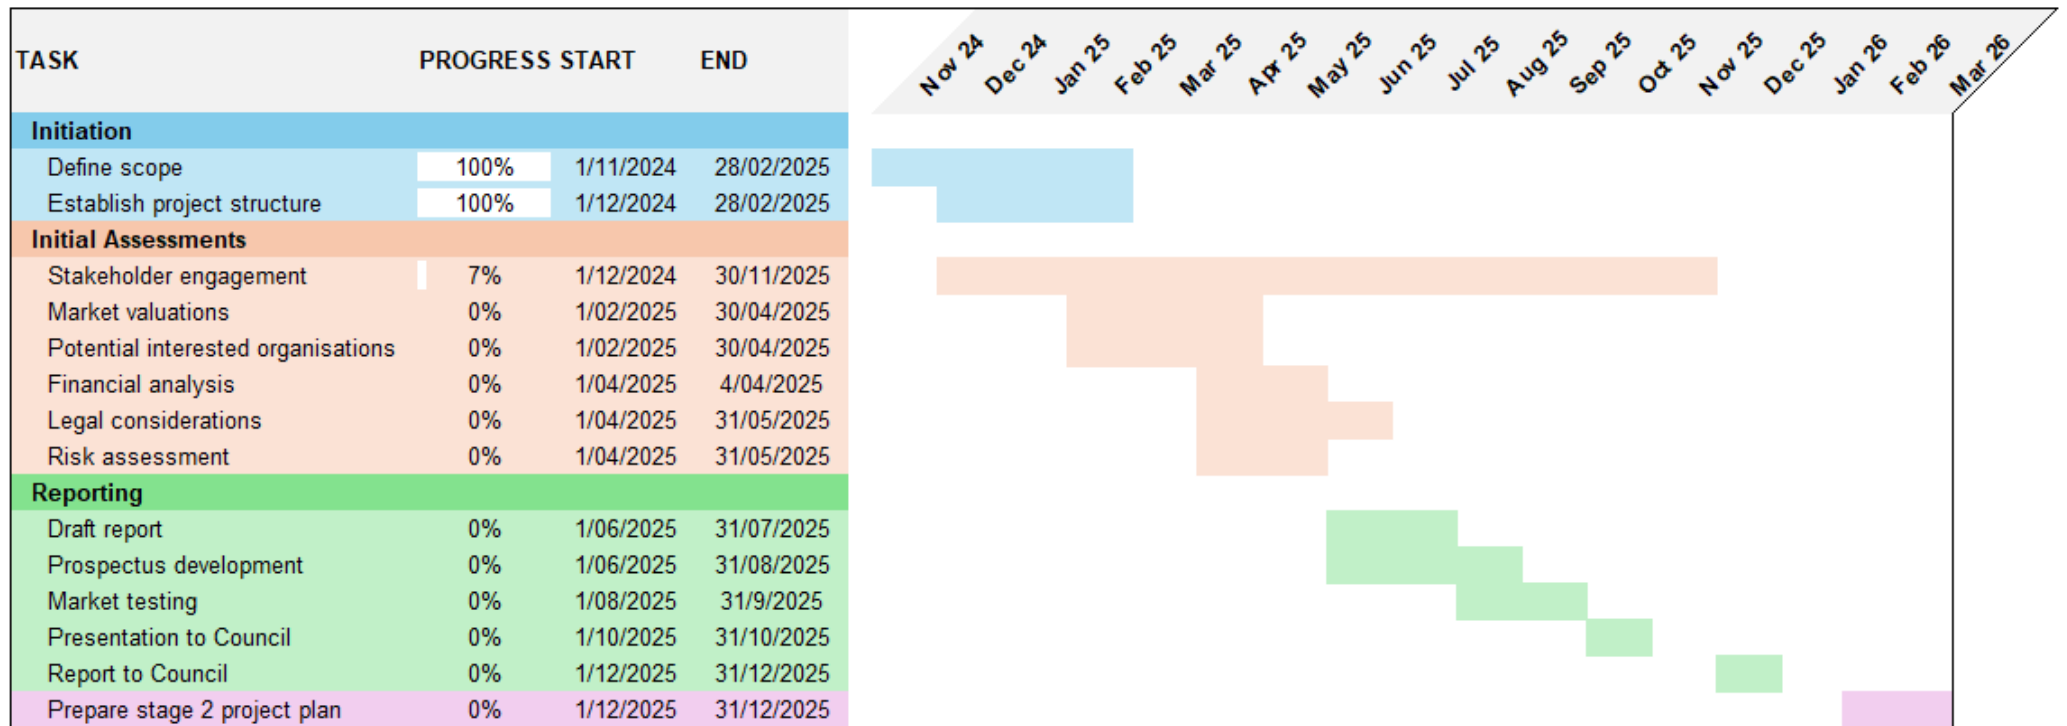 TASK PROGRESS START END Nov 24 Dec 24 Jan 25 Feb 25 Mar 25 Apr 25 May 25 Jun 25 Jul 25 Aug 25 Sep 25 Oct 25 Nov 25 Dec 25 Jan 26 Feb 26 Mar 26
Initiation
Define scope 100% 1/11/2024 28/02/2025
Establish project structure 100% 1/12/2024 28/02/2025
Initial Assessments
Stakeholder engagement 7% 1/12/2024 30/11/2025
Market valuations 0% 1/02/2025 30/04/2025
Potential interested organisations 0% 1/02/2025 30/04/2025
Financial analysis 0% 1/04/2025 4/04/2025
Legal considerations 0% 1/04/2025 31/05/2025
Risk assessment 0% 1/04/2025 31/05/2025
Reporting
Draft report 0% 1/06/2025 31/07/2025
Prospectus development 0% 1/06/2025 31/08/2025
Market testing 0% 1/08/2025 31/9/2025
Presentation to Council 0% 1/10/2025 31/10/2025
Report to Council 0% 1/12/2025 31/12/2025
Prepare stage 2 project plan 0% 1/12/2025 31/12/2025